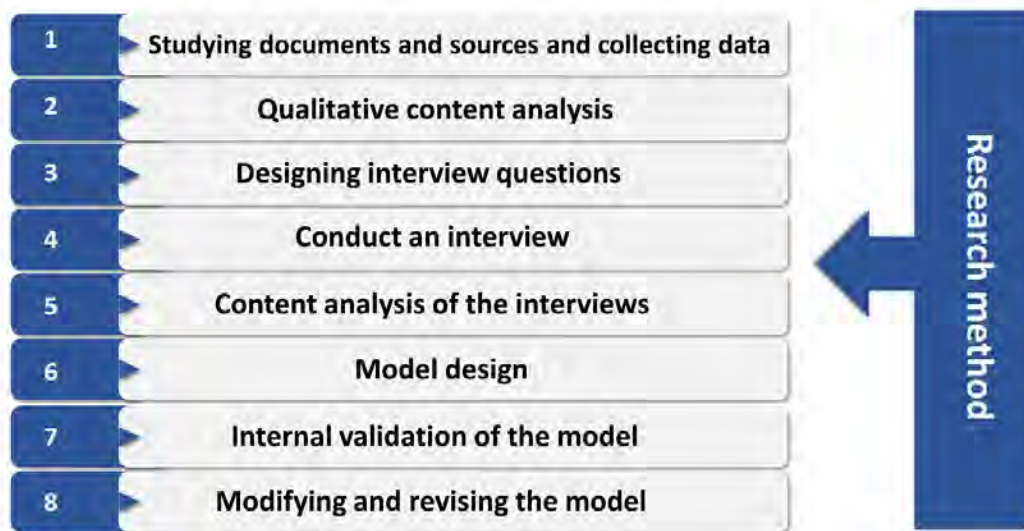 1 Studying documents and sources and collecting data
2 Qualitative content analysis
3 Designing interview questions
4 Conduct an interview
5 Content analysis of the interviews
6 Model design
7 Internal validation of the model
8 Modifying and revising the model
Research method